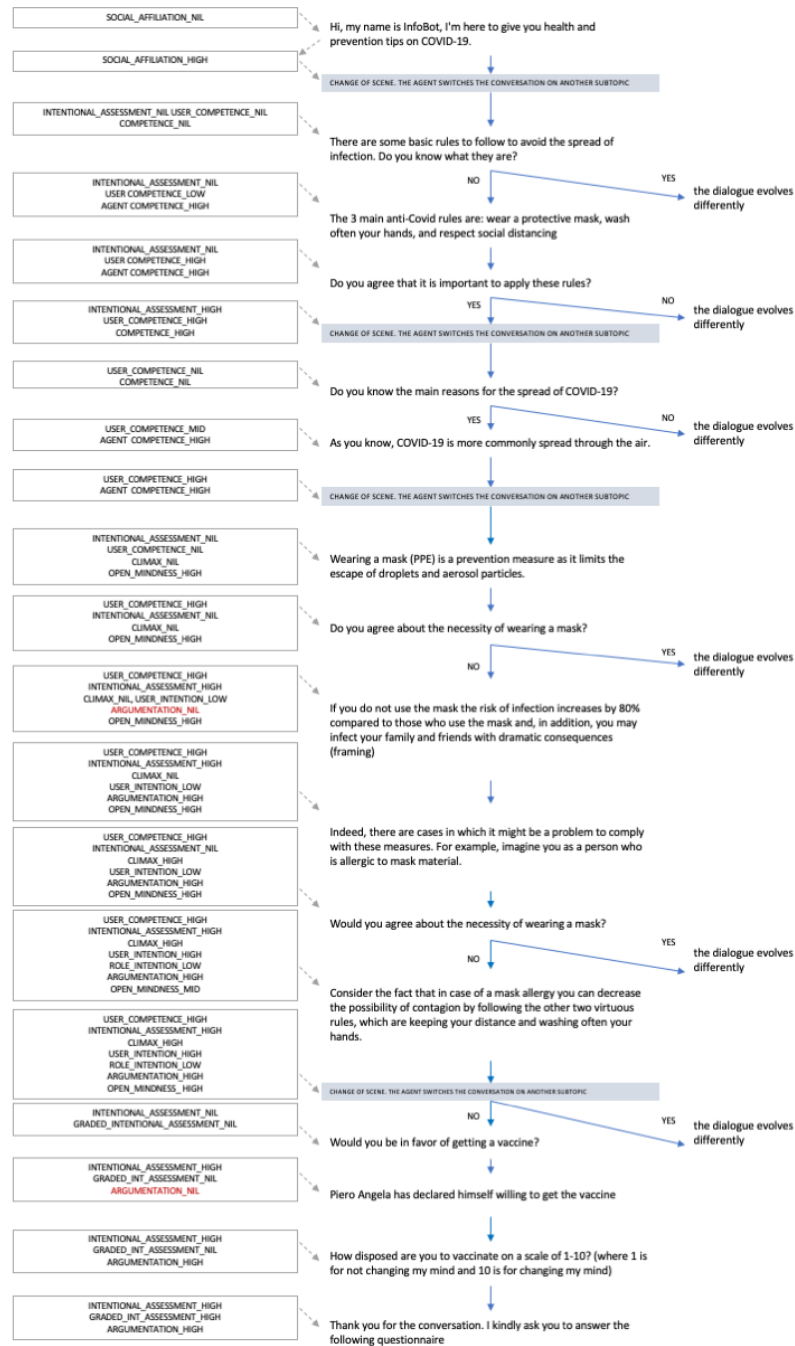 SOCIAL_AFFILIATION_NIL
Hi, my name is InfoBot, I'm here to give you health and
prevention tips on COVID-19.
SOCIAL_AFFILIATION_HIGH
CHANGE OF SCENE. THE AGENT SWITCHES THE CONVERSATION ON ANOTHER SUBTOPIC
INTENTIONAL_ASSESSMENT_NIL USER_COMPETENCE_NIL
COMPETENCE_NIL
There are some basic rules to follow to avoid the spread of
infection. Do you know what they are?
NO
YES
the dialogue evolves
differently
INTENTIONAL_ASSESSMENT_NIL
USER COMPETENCE_LOW
AGENT COMPETENCE_HIGH
The 3 main anti-Covid rules are: wear a protective mask, wash
often your hands, and respect social distancing
INTENTIONAL_ASSESSMENT_NIL
USER COMPETENCE_HIGH
AGENT COMPETENCE_HIGH
Do you agree that it is important to apply these rules?
YES
NO
the dialogue evolves
differently
INTENTIONAL_ASSESSMENT_HIGH
USER_COMPETENCE_HIGH
COMPETENCE_HIGH
CHANGE OF SCENE. THE AGENT SWITCHES THE CONVERSATION ON ANOTHER SUBTOPIC
USER_COMPETENCE_NIL
COMPETENCE_NIL
Do you know the main reasons for the spread of COVID-19?
YES
NO
the dialogue evolves
differently
USER_COMPETENCE_MID
AGENT COMPETENCE_HIGH
As you know, COVID-19 is more commonly spread through the air.
USER_COMPETENCE_HIGH
AGENT COMPETENCE_HIGH
CHANGE OF SCENE. THE AGENT SWITCHES THE CONVERSATION ON ANOTHER SUBTOPIC
INTENTIONAL_ASSESSMENT_NIL
USER_COMPETENCE_NIL
CLIMAX_NIL
OPEN_MINDNESS_HIGH
Wearing a mask (PPE) is a prevention measure as it limits the
escape of droplets and aerosol particles.
USER_COMPETENCE_HIGH
INTENTIONAL_ASSESSMENT_NIL
CLIMAX_NIL
OPEN_MINDNESS_HIGH
Do you agree about the necessity of wearing a mask?
NO
YES
the dialogue evolves
differently
USER_COMPETENCE_HIGH
INTENTIONAL_ASSESSMENT_HIGH
CLIMAX_NIL, USER_INTENTION_LOW
ARGUMENTATION_NIL
OPEN_MINDNESS_HIGH
If you do not use the mask the risk of infection increases by 80%
compared to those who use the mask and, in addition, you may
infect your family and friends with dramatic consequences
(framing)
USER_COMPETENCE_HIGH
INTENTIONAL_ASSESSMENT_HIGH
CLIMAX_NIL
USER_INTENTION_LOW
ARGUMENTATION_HIGH
OPEN_MINDNESS_HIGH
Indeed, there are cases in which it might be a problem to comply
with these measures. For example, imagine you as a person who
is allergic to mask material.
USER_COMPETENCE_HIGH
INTENTIONAL_ASSESSMENT_NIL
CLIMAX_HIGH
USER_INTENTION_LOW
ARGUMENTATION_HIGH
OPEN_MINDNESS_HIGH
Would you agree about the necessity of wearing a mask?
NO
YES
the dialogue evolves
differently
USER_COMPETENCE_HIGH
INTENTIONAL_ASSESSMENT_HIGH
CLIMAX_HIGH
USER_INTENTION_HIGH
ROLE_INTENTION_LOW
ARGUMENTATION_HIGH
OPEN_MINDNESS_MID
Consider the fact that in case of a mask allergy you can decrease
the possibility of contagion by following the other two virtuous
rules, which are keeping your distance and washing often your
hands.
USER_COMPETENCE_HIGH
INTENTIONAL_ASSESSMENT_HIGH
CLIMAX_HIGH
USER_INTENTION_HIGH
ROLE_INTENTION_LOW
ARGUMENTATION_HIGH
OPEN_MINDNESS_HIGH
CHANGE OF SCENE. THE AGENT SWITCHES THE CONVERSATION ON ANOTHER SUBTOPIC
NO
YES
the dialogue evolves
differently
INTENTIONAL_ASSESSMENT_NIL
GRADED_INTENTIONAL_ASSESSMENT_NIL
Would you be in favor of getting a vaccine?
INTENTIONAL_ASSESSMENT_HIGH
GRADED_INT_ASSESSMENT_NIL
ARGUMENTATION_NIL
Piero Angela has declared himself willing to get the vaccine
INTENTIONAL_ASSESSMENT_HIGH
GRADED_INT_ASSESSMENT_NIL
ARGUMENTATION_HIGH
How disposed are you to vaccinate on a scale of 1-10? (where 1 is
for not changing my mind and 10 is for changing my mind)
INTENTIONAL_ASSESSMENT_HIGH
GRADED_INT_ASSESSMENT_HIGH
ARGUMENTATION_HIGH
Thank you for the conversation. I kindly ask you to answer the
following questionnaire